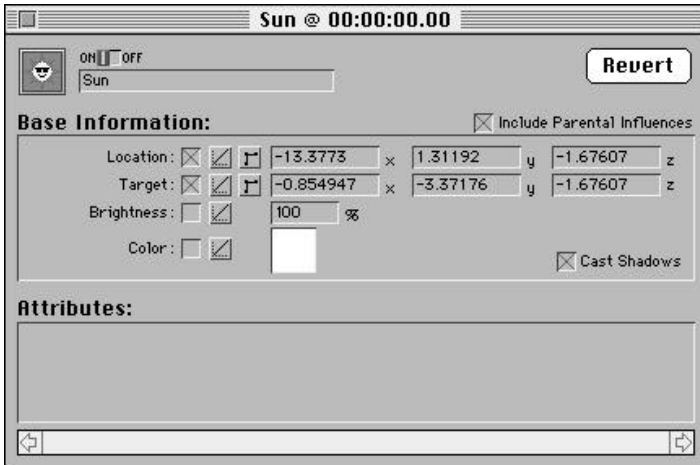 Sun @ 00:00:00.00
ON OFF
Sun
Revert
Base Information:
Include Parental Influences
Location: -13.3773 x 1.31192 y -1.67607 z
Target: -0.854947 x -3.37176 y -1.67607 z
Brightness: 100 %
Color:
Cast Shadows
Attributes: